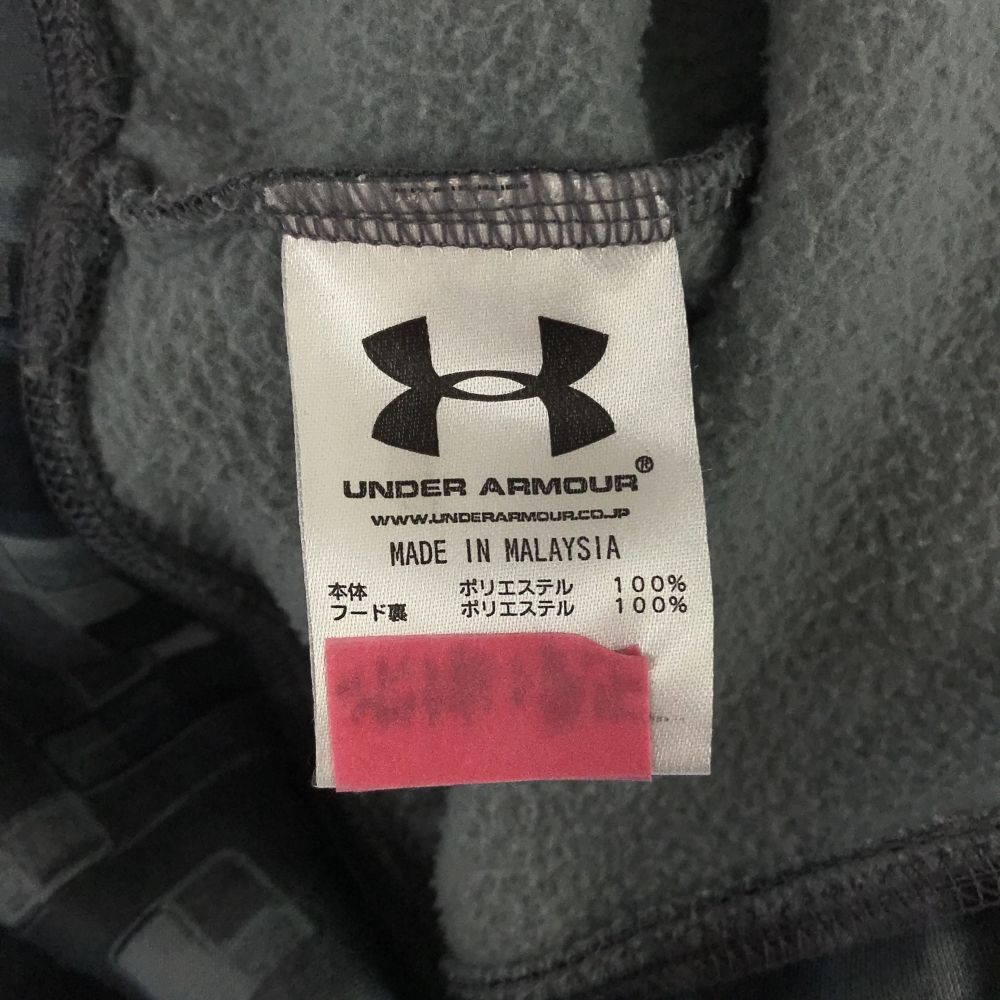 UNDER ARMOUR®
WWW.UNDERARMOUR.CO.JP
MADE IN MALAYSIA
本体 ポリエステル 100%
フード裏 ポリエステル 100%